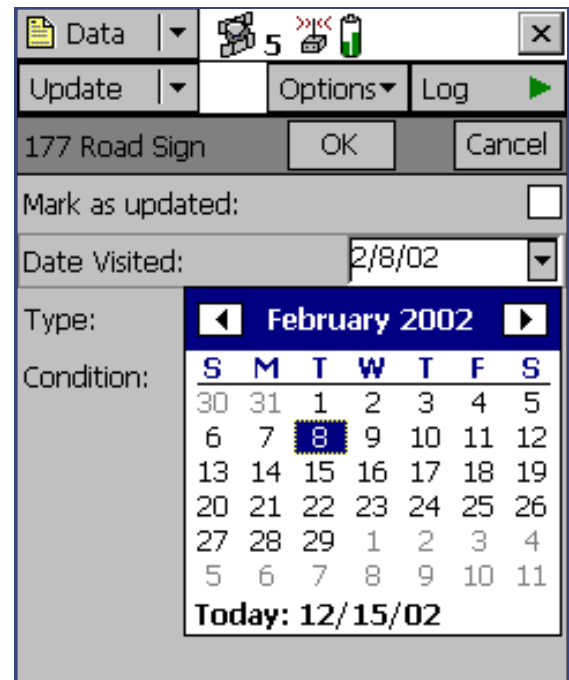 Data 5
Update Options Log
177 Road Sign OK Cancel
Mark as updated:
Date Visited: 2/8/02
Type:
February 2002
Condition:
S M T W T F S
30 31 1 2 3 4 5
6 7 8 9 10 11 12
13 14 15 16 17 18 19
20 21 22 23 24 25 26
27 28 29 1 2 3 4
5 6 7 8 9 10 11
Today: 12/15/02